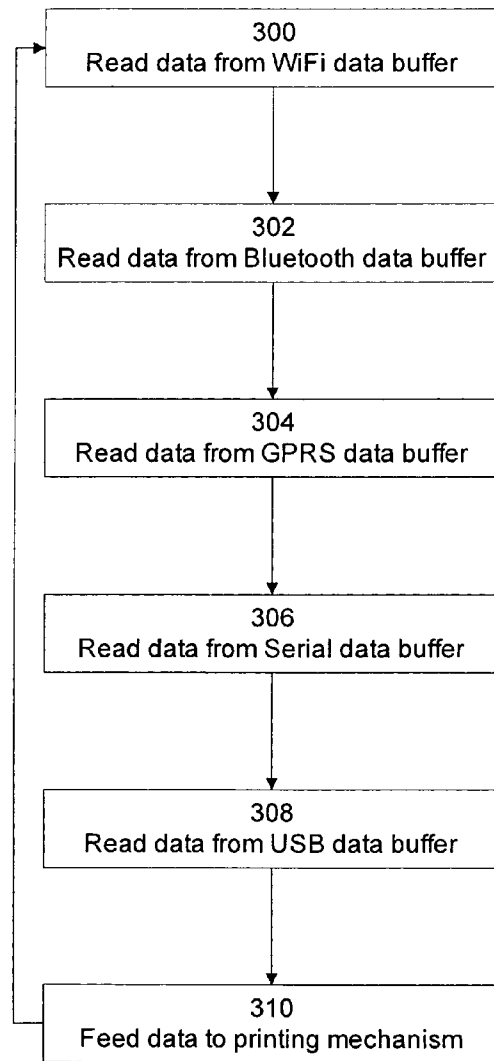 300
Read data from WiFi data buffer
302
Read data from Bluetooth data buffer
304
Read data from GPRS data buffer
306
Read data from Serial data buffer
308
Read data from USB data buffer
310
Feed data to printing mechanism